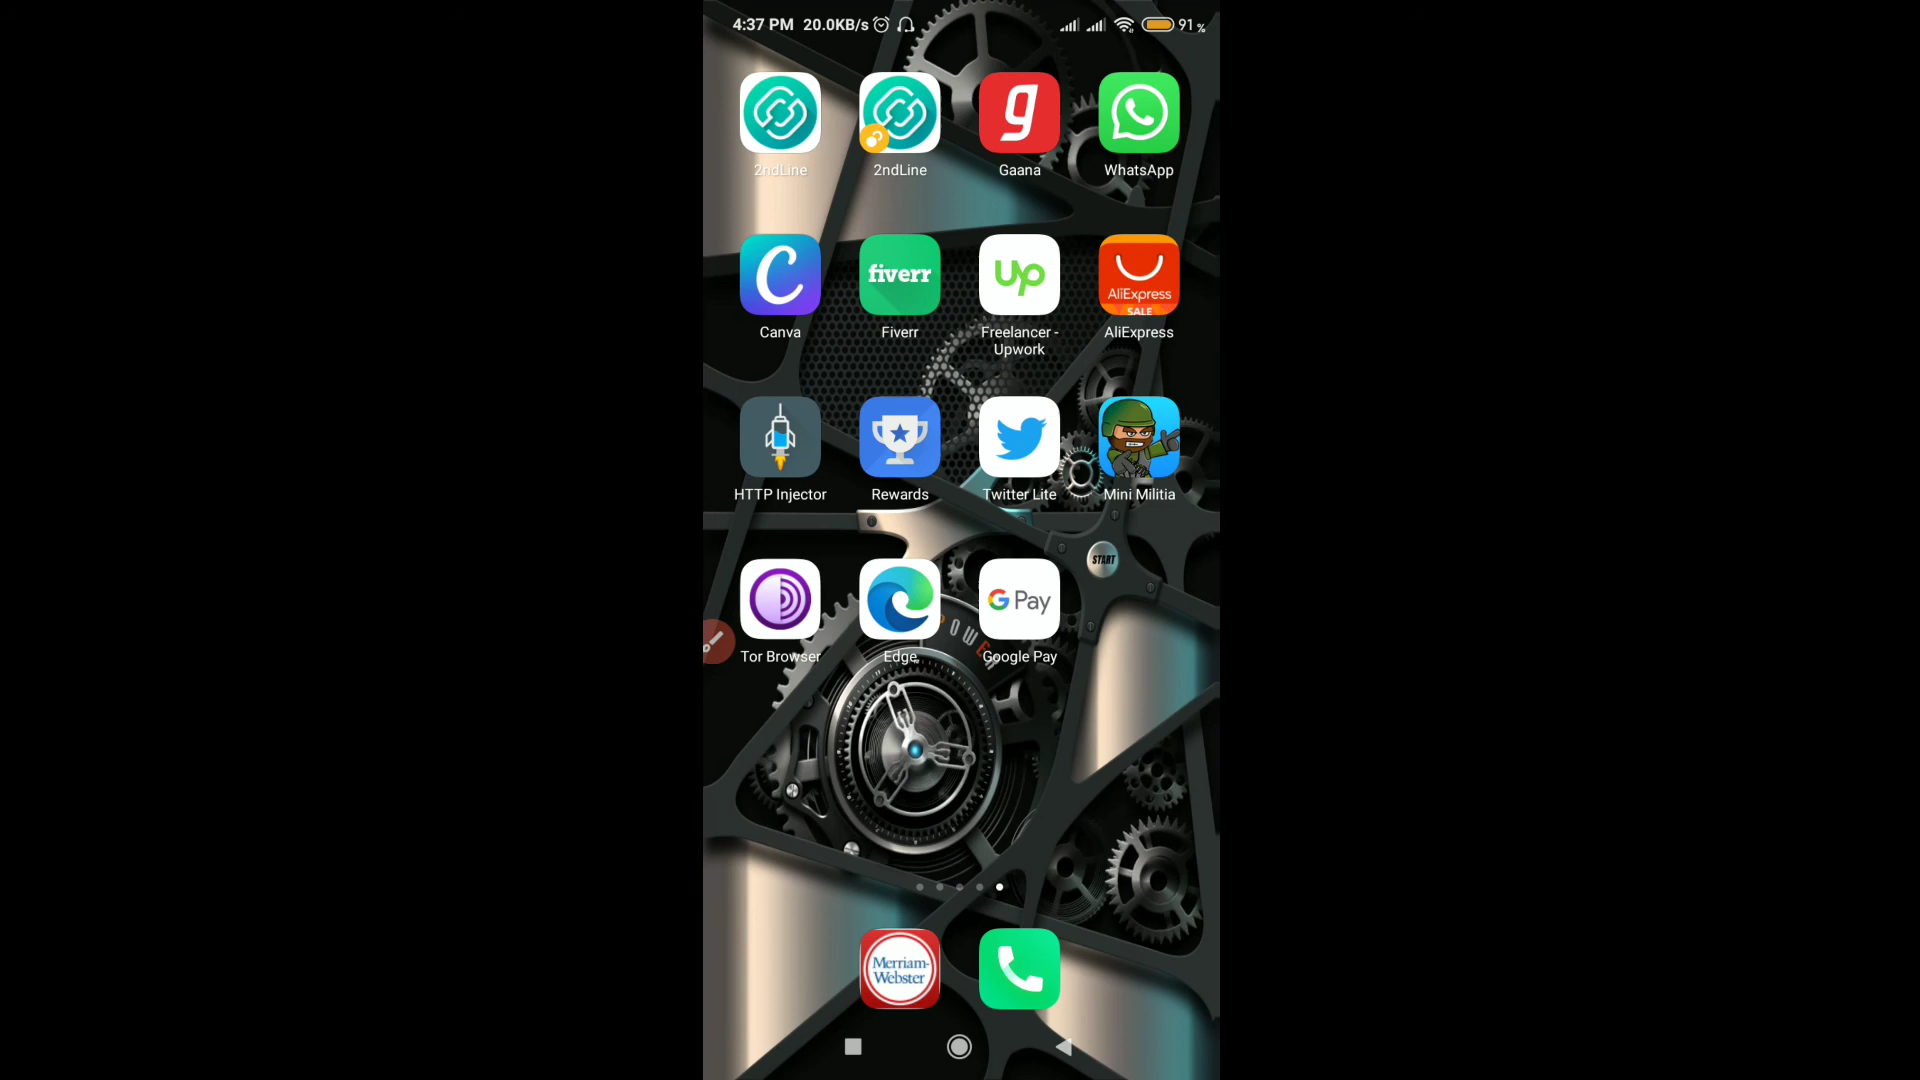 4:37 PM 20.0KB/s 91 %
2ndLine 2ndLine Gaana WhatsApp
fiverr up AliExpress
SALE
Canva Fiverr Freelancer - AliExpress
Upwork
HTTP Injector Rewards Twitter Lite Mini Militia
START
G Pay
POWER
Tor Browser Edge Google Pay
Merriam-
Webster